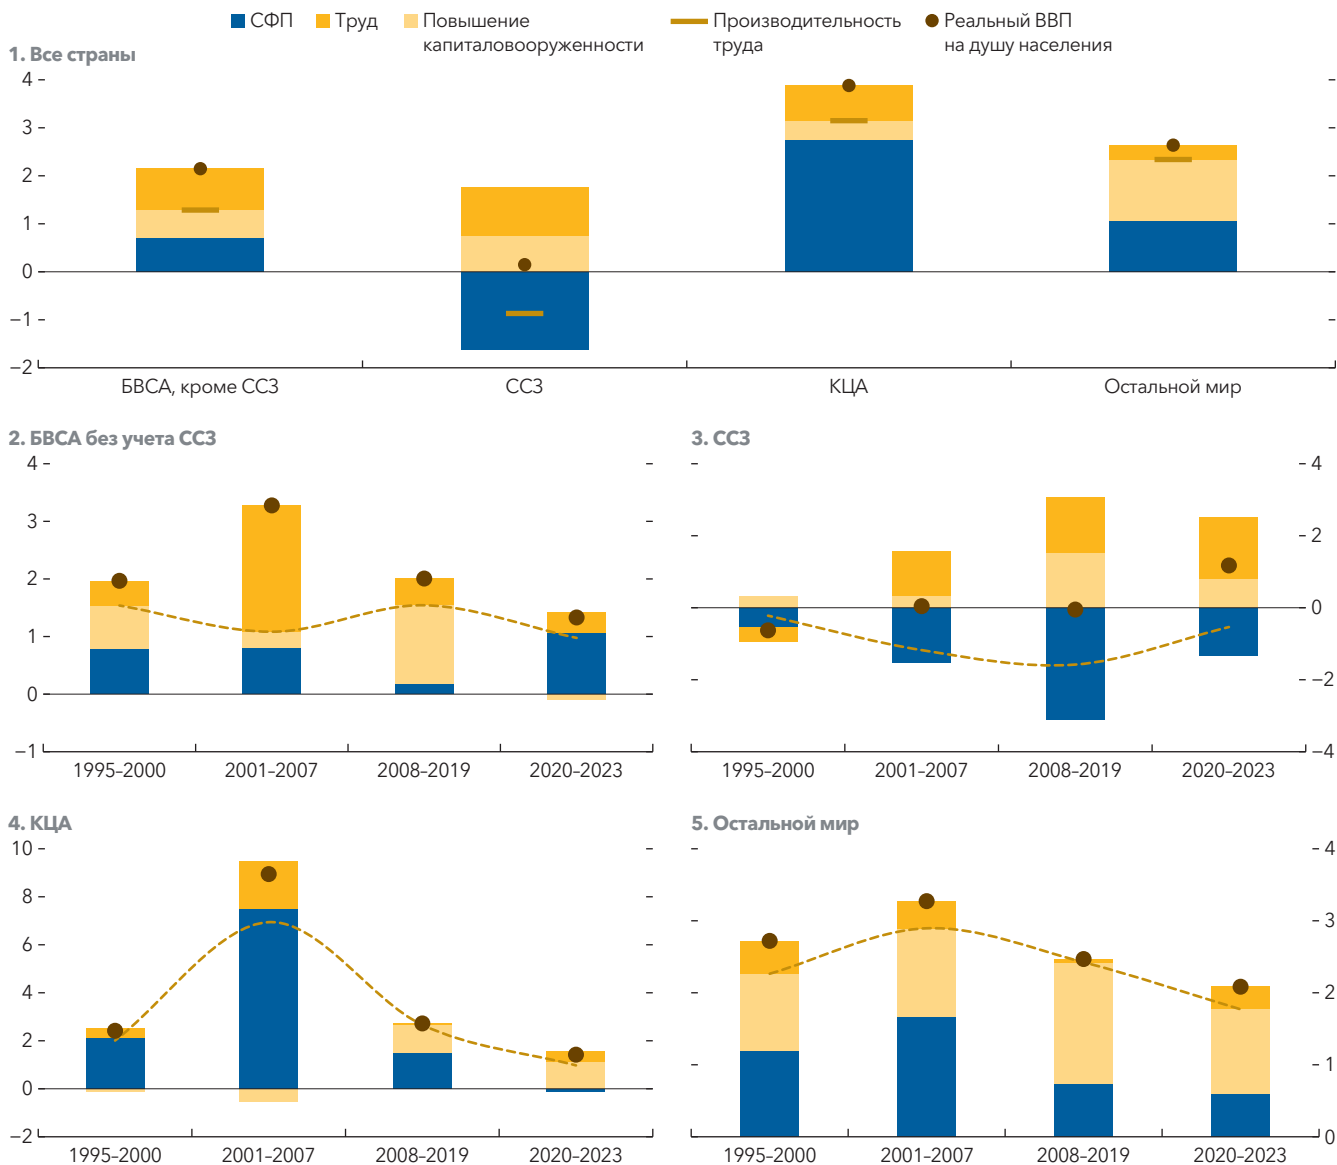 СФП
Труд
Повышение
капиталовооруженности
Производительность
труда
Реальный ВВП
на душу населения
1. Все страны
4
3
2
1
0
–1
–2
БВСА, кроме ССЗ
ССЗ
КЦА
Остальной мир
2. БВСА без учета ССЗ
4
3
2
1
0
–1
1995-2000
2001-2007
2008-2019
2020-2023
3. ССЗ
4
2
0
–2
–4
1995-2000
2001-2007
2008-2019
2020-2023
4. КЦА
10
8
6
4
2
0
–2
1995-2000
2001-2007
2008-2019
2020-2023
5. Остальной мир
4
3
2
1
0
1995-2000
2001-2007
2008-2019
2020-2023